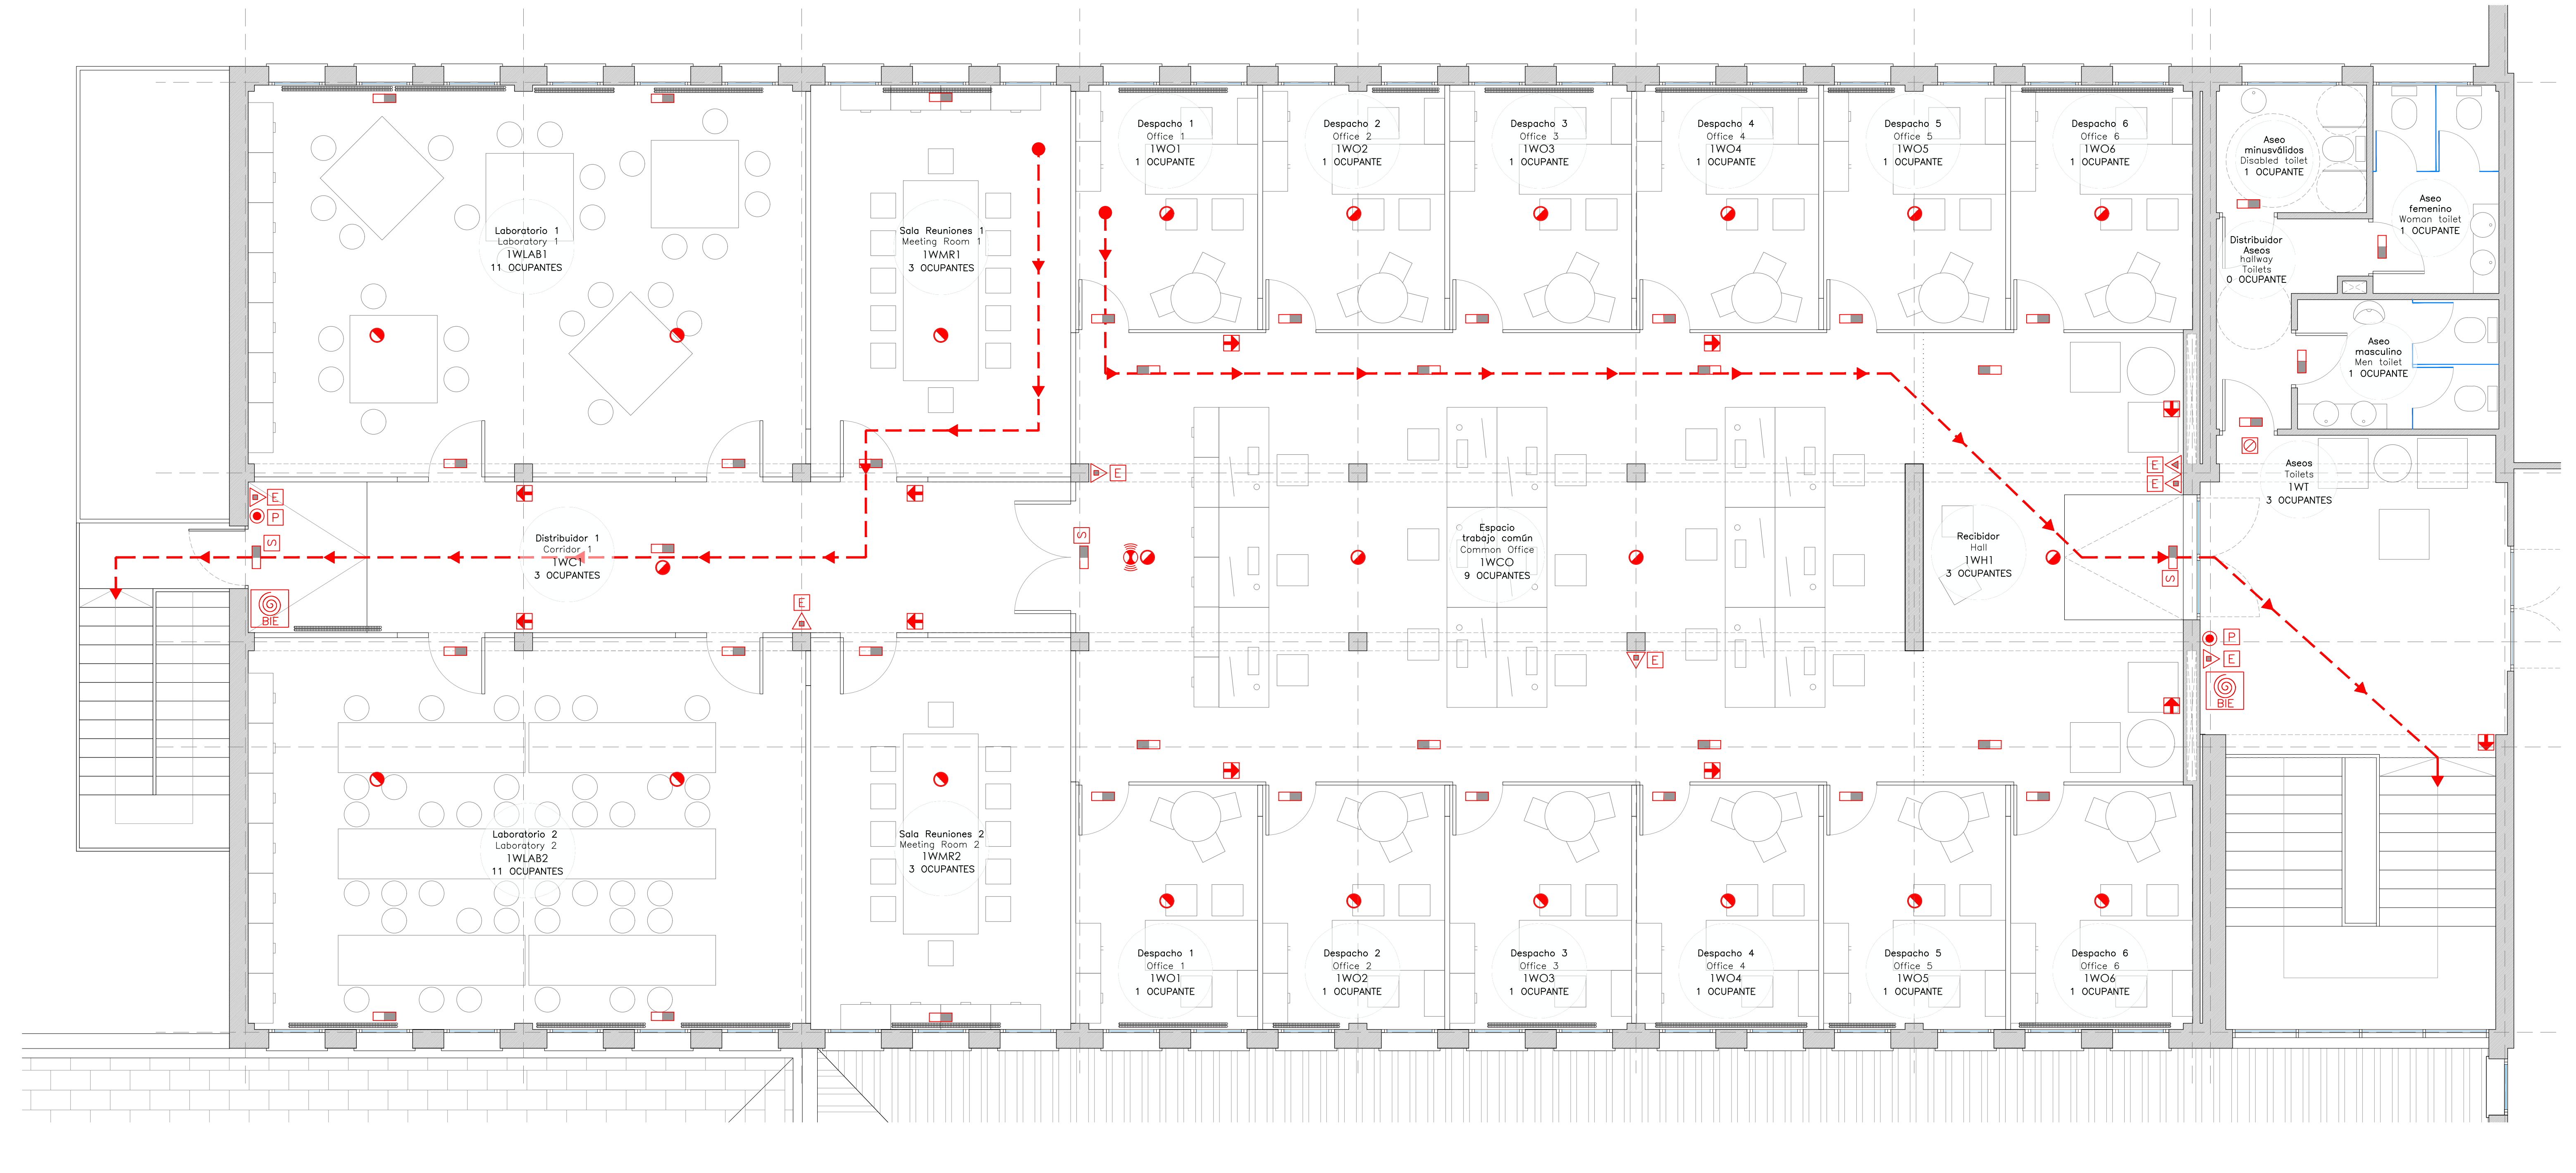 Despacho 1
Office 1
1WO1
1 OCUPANTE
Despacho 2
Office 2
1WO2
1 OCUPANTE
Despacho 3
Office 3
1WO3
1 OCUPANTE
Despacho 4
Office 4
1WO4
1 OCUPANTE
Despacho 5
Office 5
1WO5
1 OCUPANTE
Despacho 6
Office 6
1WO6
1 OCUPANTE
Aseo
minusválidos
Disabled toilet
1 OCUPANTE
Aseo
femenino
Woman toilet
1 OCUPANTE
Laboratorio 1
Laboratory 1
1WLAB1
11 OCUPANTES
Sala Reuniones 1
Meeting Room 1
1WMR1
3 OCUPANTES
Distribuidor
Aseos
hallway
Toilets
0 OCUPANTE
Aseo
masculino
Men toilet
1 OCUPANTE
Aseos
Toilets
1WT
3 OCUPANTES
E
E
E
E
P
S
S
Distribuidor 1
Corridor 1
1WC1
3 OCUPANTES
Espacio
trabajo común
Common Office
1WCO
9 OCUPANTES
Recibidor
Hall
1WH1
3 OCUPANTES
S
BIE
E
P
E
E
BIE
Laboratorio 2
Laboratory 2
1WLAB2
11 OCUPANTES
Sala Reuniones 2
Meeting Room 2
1WMR2
3 OCUPANTES
Despacho 1
Office 1
1WO1
1 OCUPANTE
Despacho 2
Office 2
1WO2
1 OCUPANTE
Despacho 3
Office 3
1WO3
1 OCUPANTE
Despacho 4
Office 4
1WO4
1 OCUPANTE
Despacho 5
Office 5
1WO5
1 OCUPANTE
Despacho 6
Office 6
1WO6
1 OCUPANTE